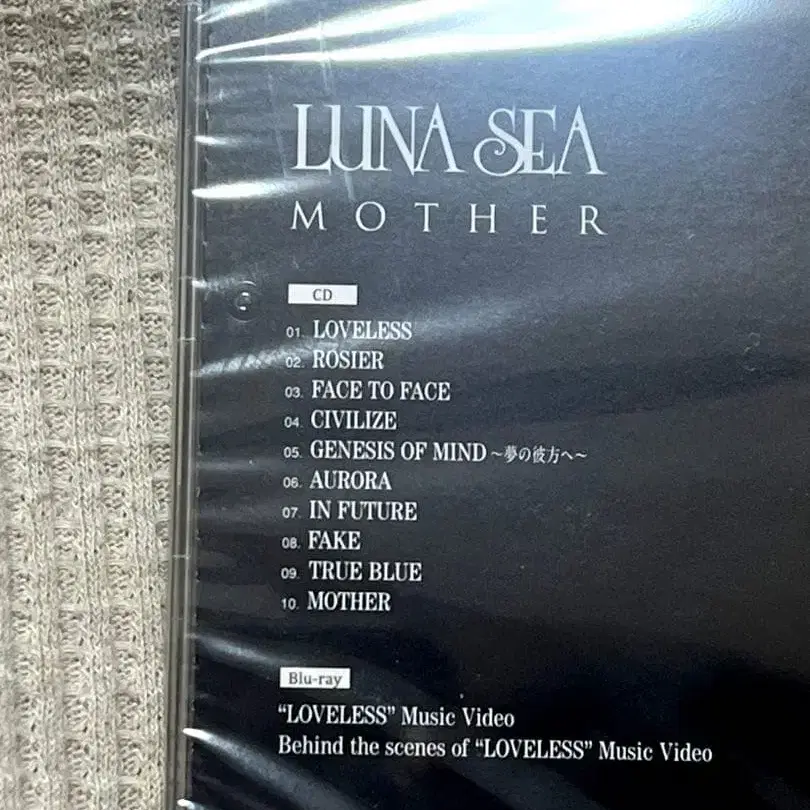 LUNA SEA
MOTHER
CD
01. LOVELESS
02. ROSIER
03. FACE TO FACE
04. CIVILIZE
05. GENESIS OF MIND ～夢の彼方へ～
06. AURORA
07. IN FUTURE
08. FAKE
09. TRUE BLUE
10. MOTHER
Blu-ray
“LOVELESS” Music Video
Behind the scenes of “LOVELESS” Music Video